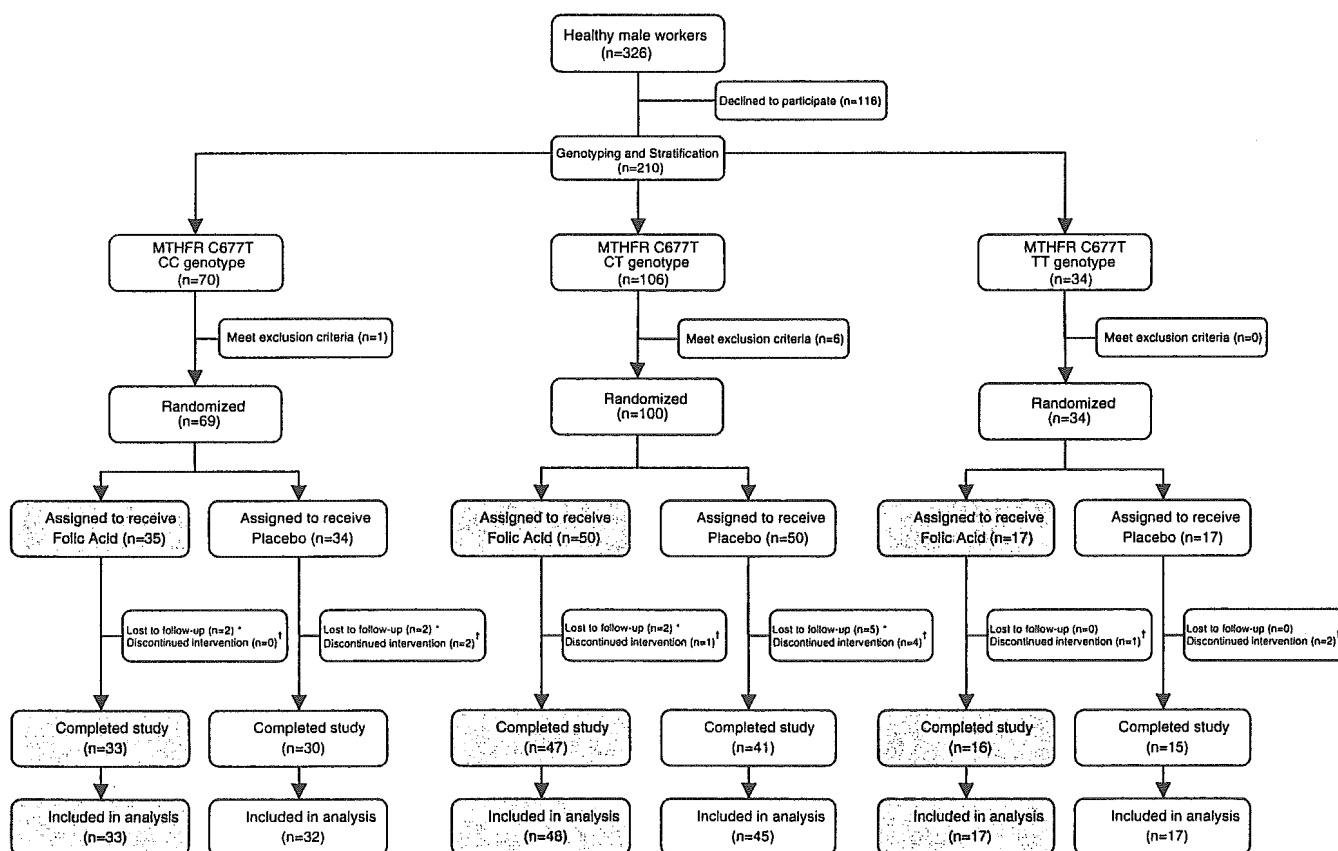 Healthy male workers
(n=326)
Declined to participate (n=116)
Genotyping and Stratification
(n=210)
MTHFR C677T
CC genotype
(n=70)
MTHFR C677T
CT genotype
(n=106)
MTHFR C677T
TT genotype
(n=34)
Meet exclusion criteria (n=1)
Meet exclusion criteria (n=6)
Meet exclusion criteria (n=0)
Randomized
(n=69)
Randomized
(n=100)
Randomized
(n=34)
Assigned to receive
Folic Acid (n=35)
Assigned to receive
Placebo (n=34)
Assigned to receive
Folic Acid (n=50)
Assigned to receive
Placebo (n=50)
Assigned to receive
Folic Acid (n=17)
Assigned to receive
Placebo (n=17)
Lost to follow-up (n=2) *
Discontinued intervention (n=0)†
Lost to follow-up (n=2) *
Discontinued intervention (n=2)†
Lost to follow-up (n=2) *
Discontinued intervention (n=1)†
Lost to follow-up (n=5) *
Discontinued intervention (n=4)†
Lost to follow-up (n=0)
Discontinued intervention (n=1)†
Lost to follow-up (n=0)
Discontinued intervention (n=2)†
Completed study
(n=33)
Completed study
(n=30)
Completed study
(n=47)
Completed study
(n=41)
Completed study
(n=16)
Completed study
(n=15)
Included in analysis
(n=33)
Included in analysis
(n=32)
Included in analysis
(n=48)
Included in analysis
(n=45)
Included in analysis
(n=17)
Included in analysis
(n=17)